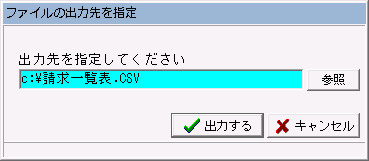 ファイルの出力先を指定
出力先を指定してください
c:¥請求一覧表.CSV
参照
出力する
キャンセル